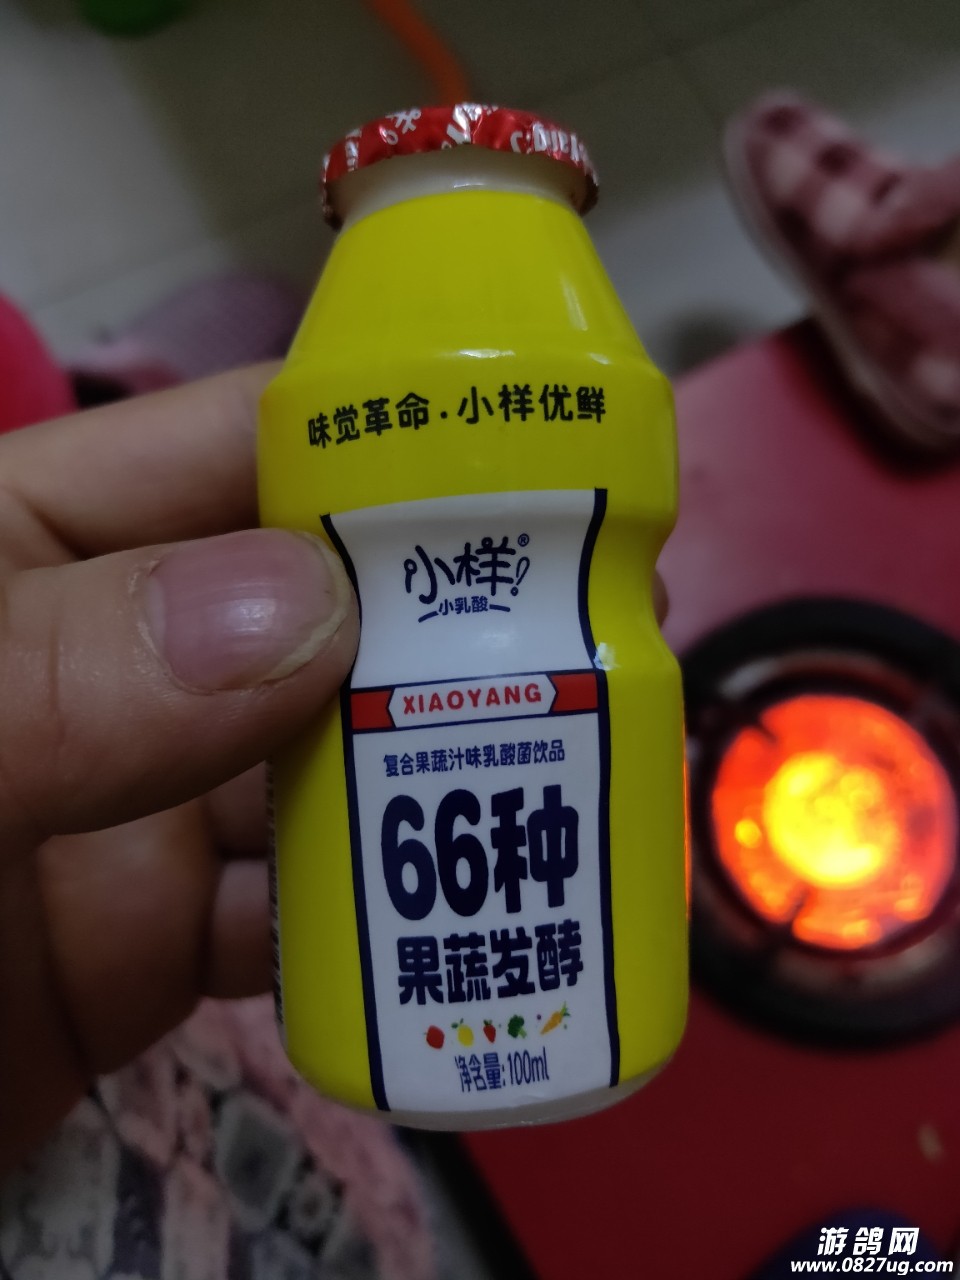 味觉革命·小样优鲜
小样!®
小乳酸
XIAOYANG
复合果蔬汁味乳酸菌饮品
66种
果蔬发酵
净含量:100ml
游鸽网
www.0827ug.com